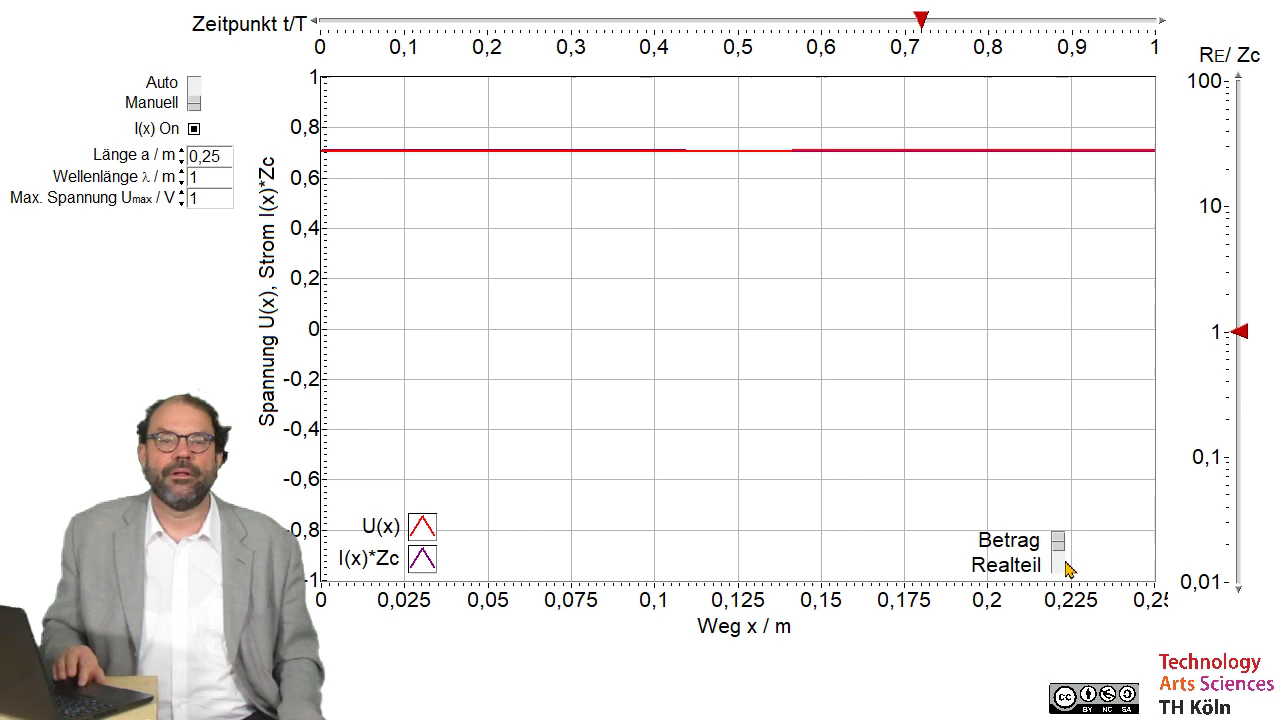 Zeitpunkt t/T
0 0,1 0,2 0,3 0,4 0,5 0,6 0,7 0,8 0,9 1
RE/ Zc
Auto
Manuell
I(x) On
Länge a / m 0,25
Wellenlänge λ / m 1
Max. Spannung Umax / V 1
Spannung U(x), Strom I(x)*Zc
1
0,8
0,6
0,4
0,2
0
-0,2
-0,4
-0,6
-0,8
-1
100
10
1
0,1
0,01
U(x)
I(x)*Zc
Betrag
Realteil
0 0,025 0,05 0,075 0,1 0,125 0,15 0,175 0,2 0,225 0,25
Weg x / m
cc BY NC SA
Technology
Arts Sciences
TH Köln